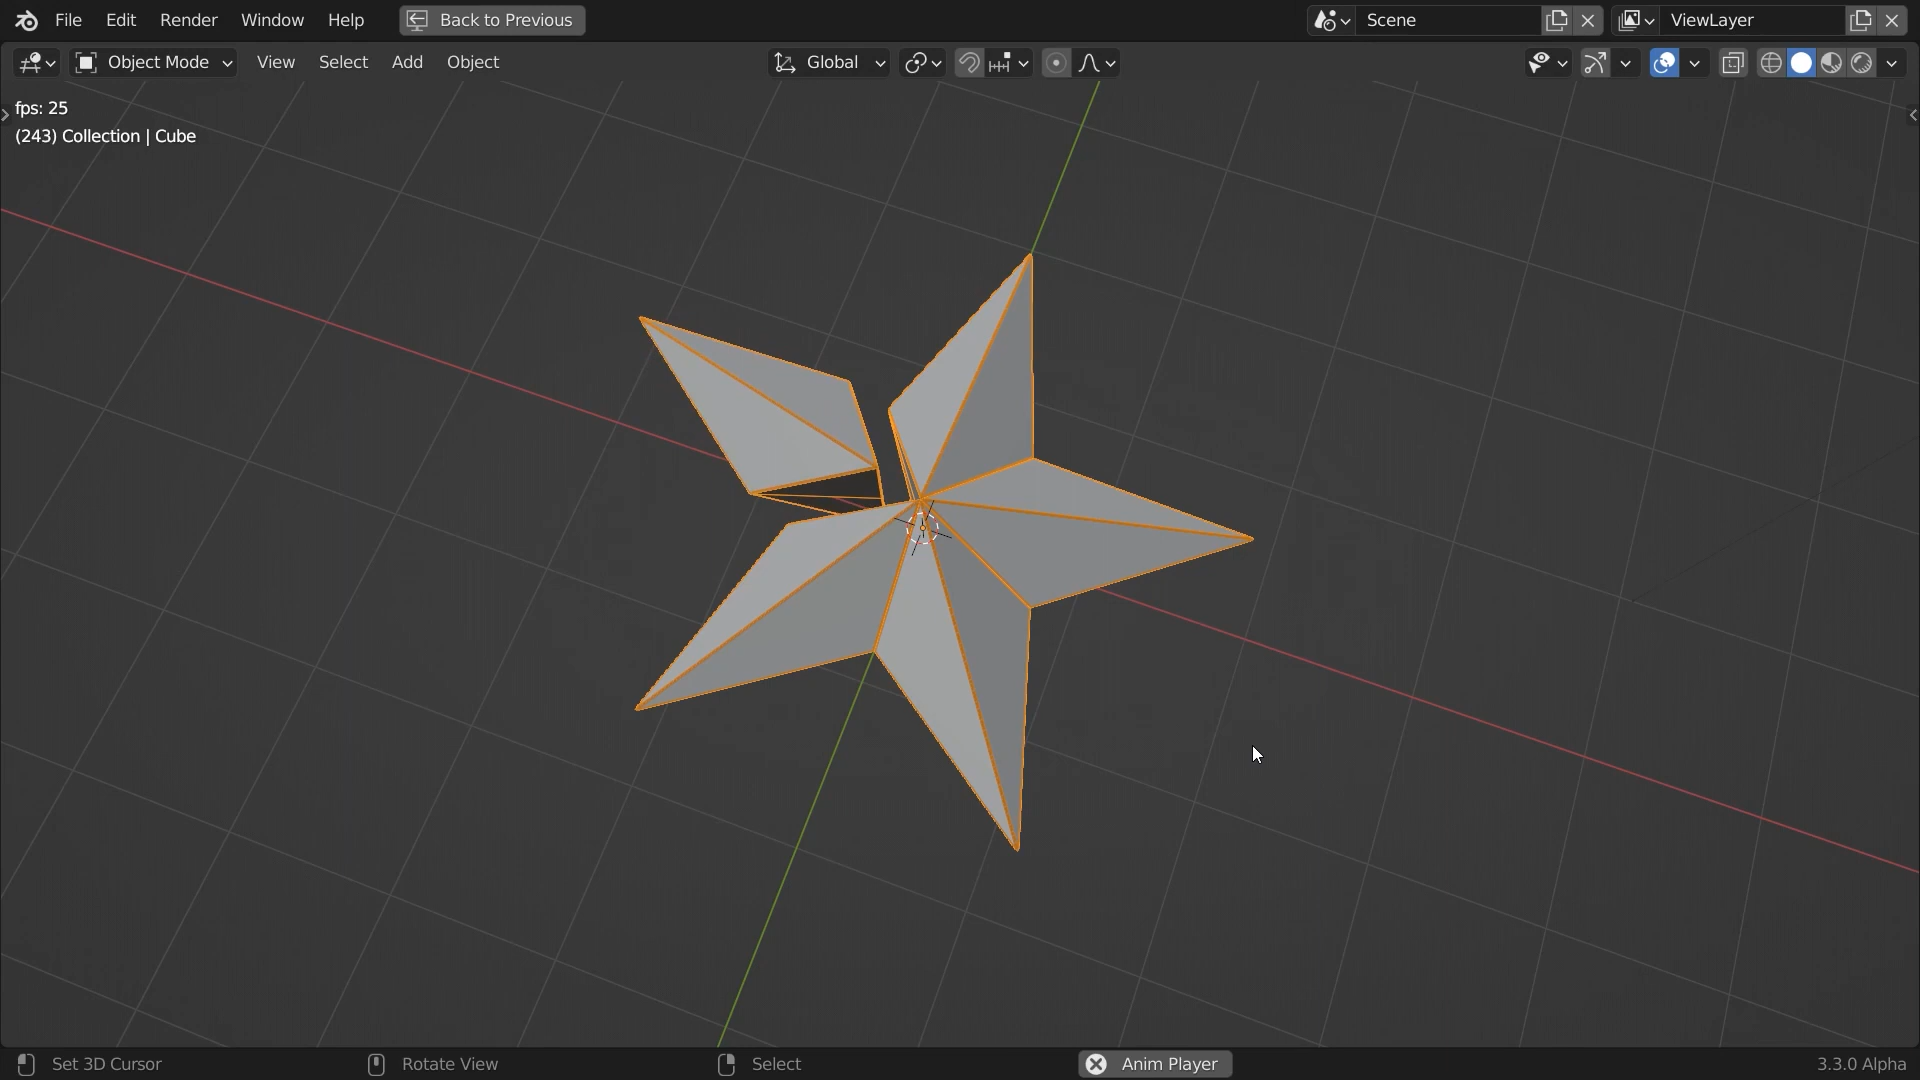 File Edit Render Window Help Back to Previous Scene ViewLayer
Object Mode View Select Add Object Global
fps: 25
(243) Collection | Cube
Set 3D Cursor Rotate View Select Anim Player 3.3.0 Alpha